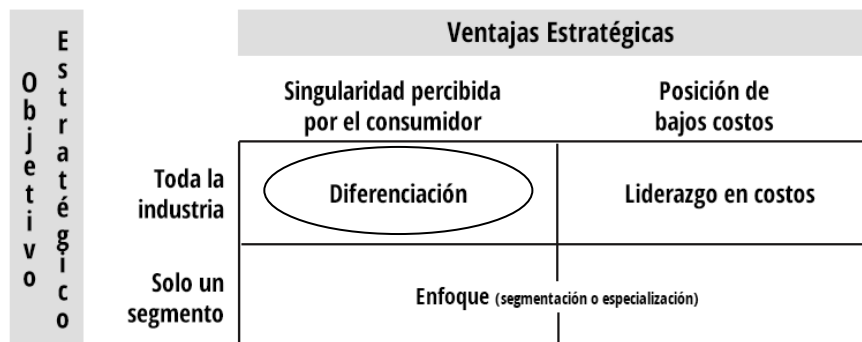 Objetivo
Estratégico
Ventajas Estratégicas
Singularidad percibida
por el consumidor
Posición de
bajos costos
Toda la
industria
Diferenciación
Liderazgo en costos
Solo un
segmento
Enfoque (segmentación o especialización)